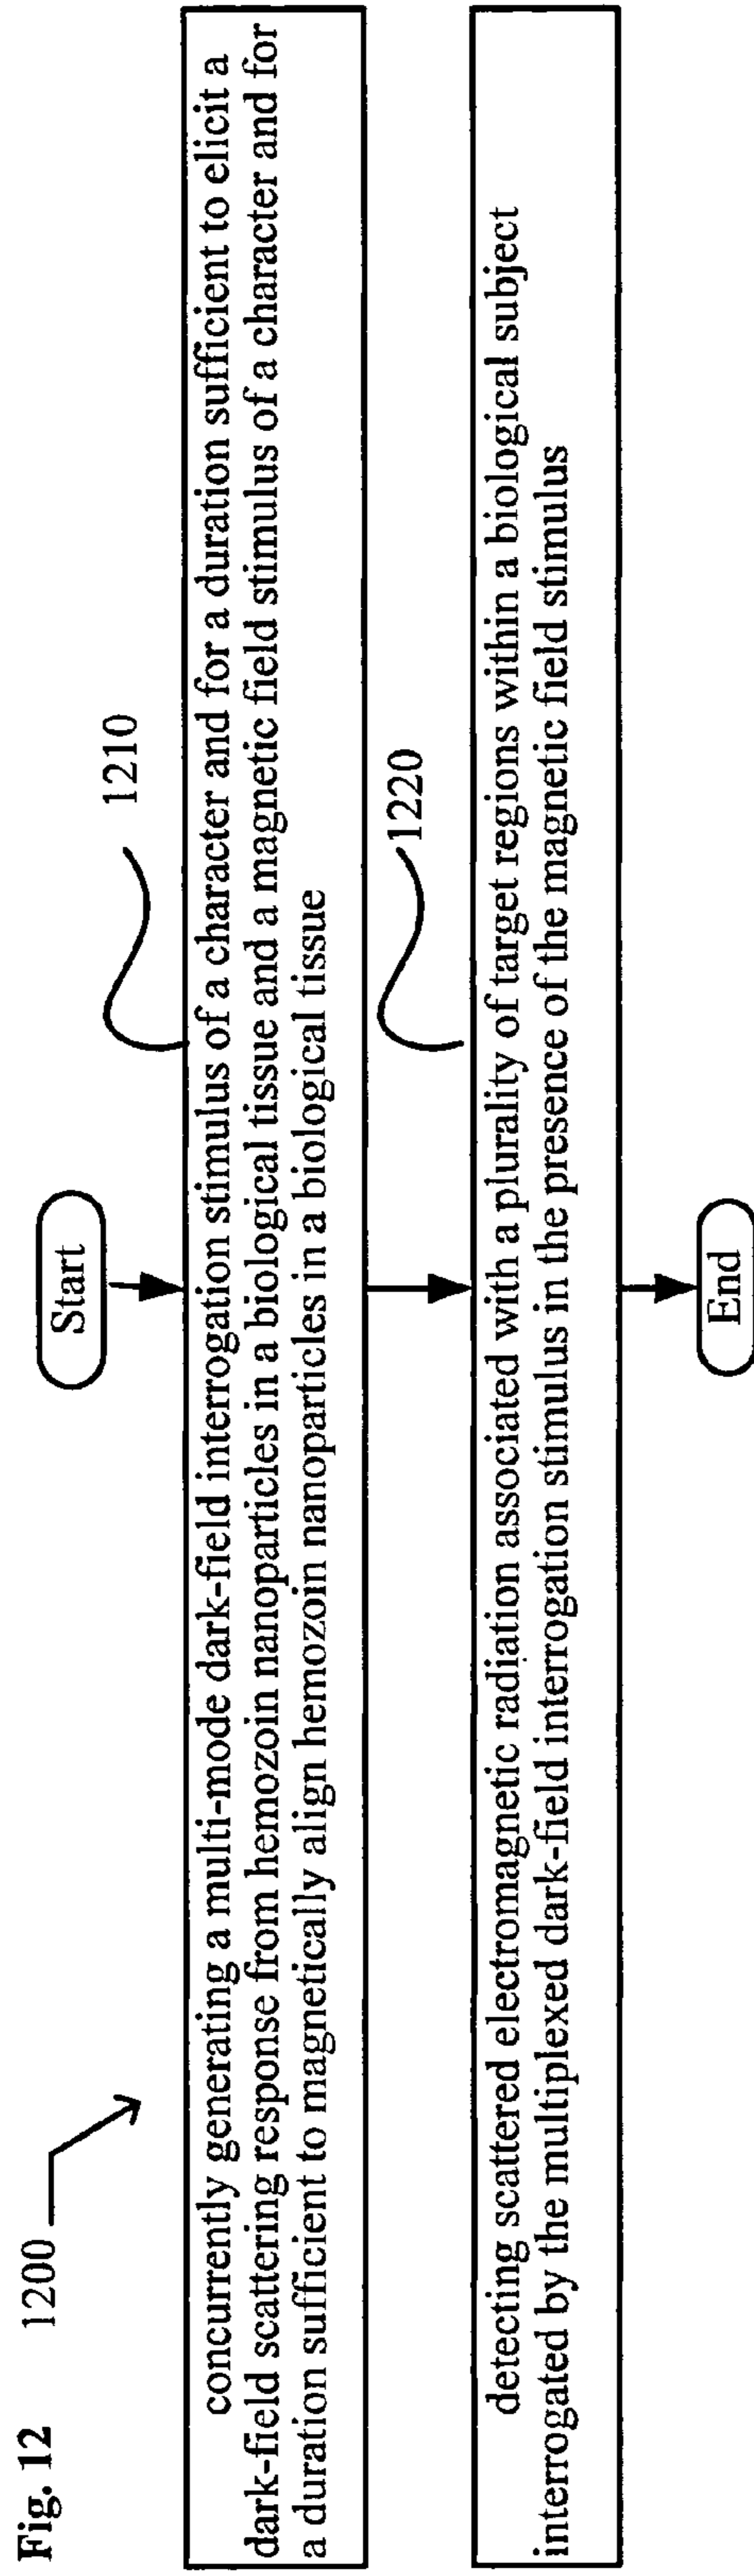 Fig. 12
1200
Start
1210
concurrently generating a multi-mode dark-field interrogation stimulus of a character and for a duration sufficient to elicit a
dark-field scattering response from hemozoin nanoparticles in a biological tissue and a magnetic field stimulus of a character and for
a duration sufficient to magnetically align hemozoin nanoparticles in a biological tissue
1220
detecting scattered electromagnetic radiation associated with a plurality of target regions within a biological subject
interrogated by the multiplexed dark-field interrogation stimulus in the presence of the magnetic field stimulus
End